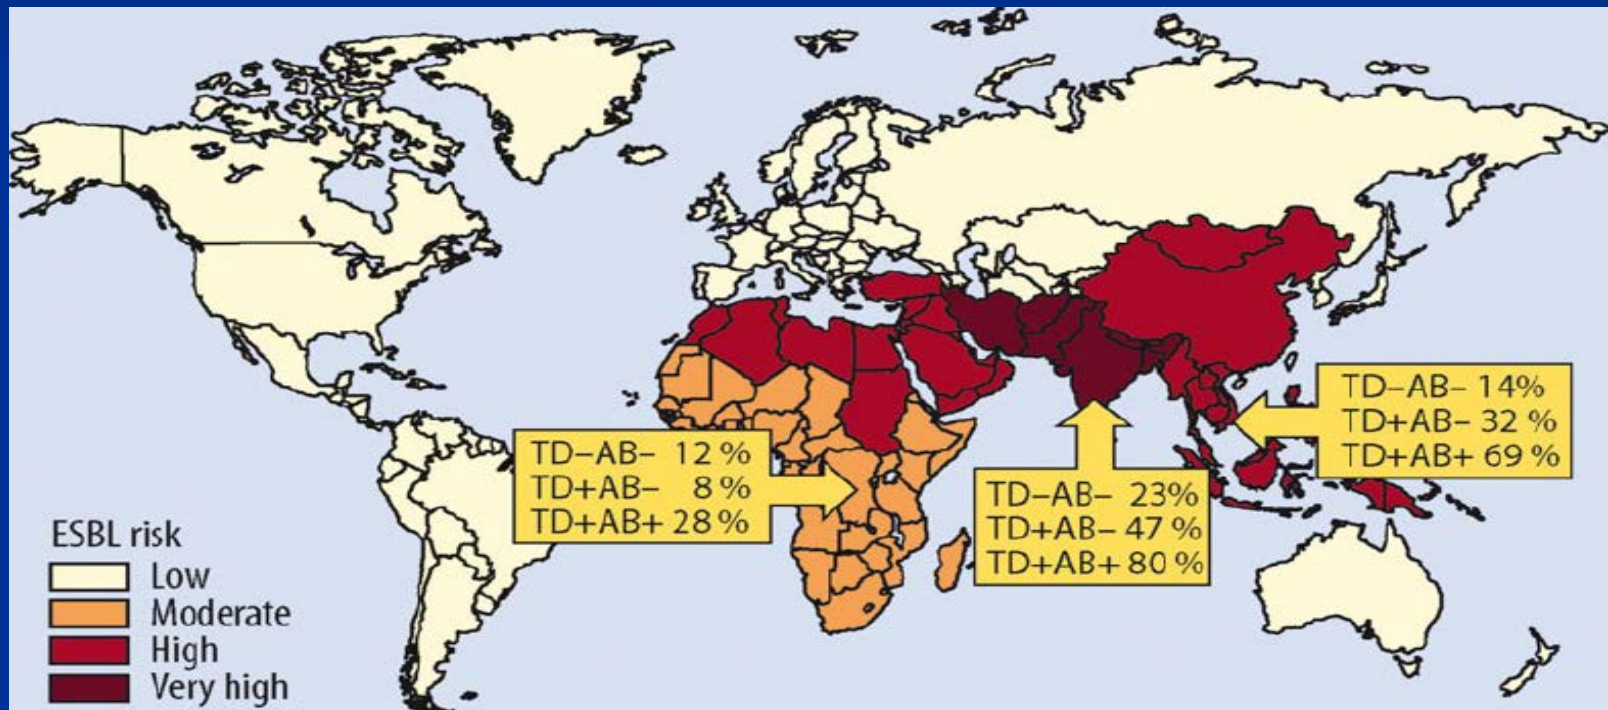 TD–AB– 14%
TD+AB– 32 %
TD+AB+ 69 %
TD–AB– 12 %
TD+AB– 8 %
TD+AB+ 28 %
TD–AB– 23%
TD+AB– 47 %
TD+AB+ 80 %
ESBL risk
Low
Moderate
High
Very high